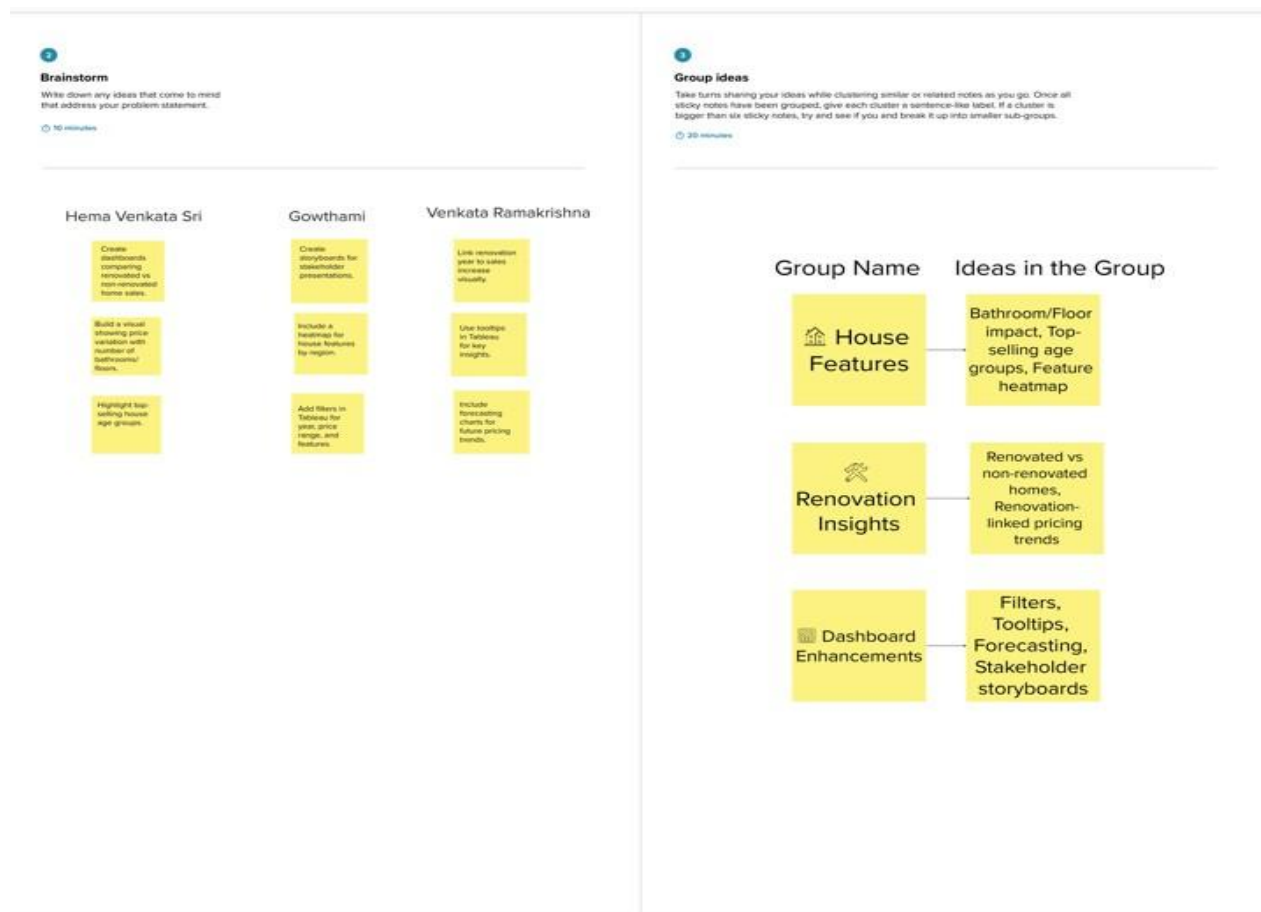 2
Brainstorm
Write down any ideas that come to mind
that address your problem statement.
10 minutes
Hema Venkata Sri
Gowthami
Venkata Ramakrishna
Create
dashboards
comparing
renovated vs
non-renovated
home sales.
Create
storyboards for
stakeholder
presentations.
Link renovation
year to sales
increase
visually.
Build a visual
showing price
variation with
number of
bathrooms/
floors.
Include a
heatmap for
house features
by region.
Use tooltips
in Tableau
for key
insights.
Highlight top-
selling house
age groups.
Add filters in
Tableau for
year, price
range, and
features.
Include
forecasting
charts for
future pricing
trends.
3
Group ideas
Take turns sharing your ideas while clustering similar or related notes as you go. Once all
sticky notes have been grouped, give each cluster a sentence-like label. If a cluster is
bigger than six sticky notes, try and see if you and break it up into smaller sub-groups.
20 minutes
Group Name
Ideas in the Group
House
Features
Bathroom/Floor
impact, Top-
selling age
groups, Feature
heatmap
Renovation
Insights
Renovated vs
non-renovated
homes,
Renovation-
linked pricing
trends
Dashboard
Enhancements
Filters,
Tooltips,
Forecasting,
Stakeholder
storyboards